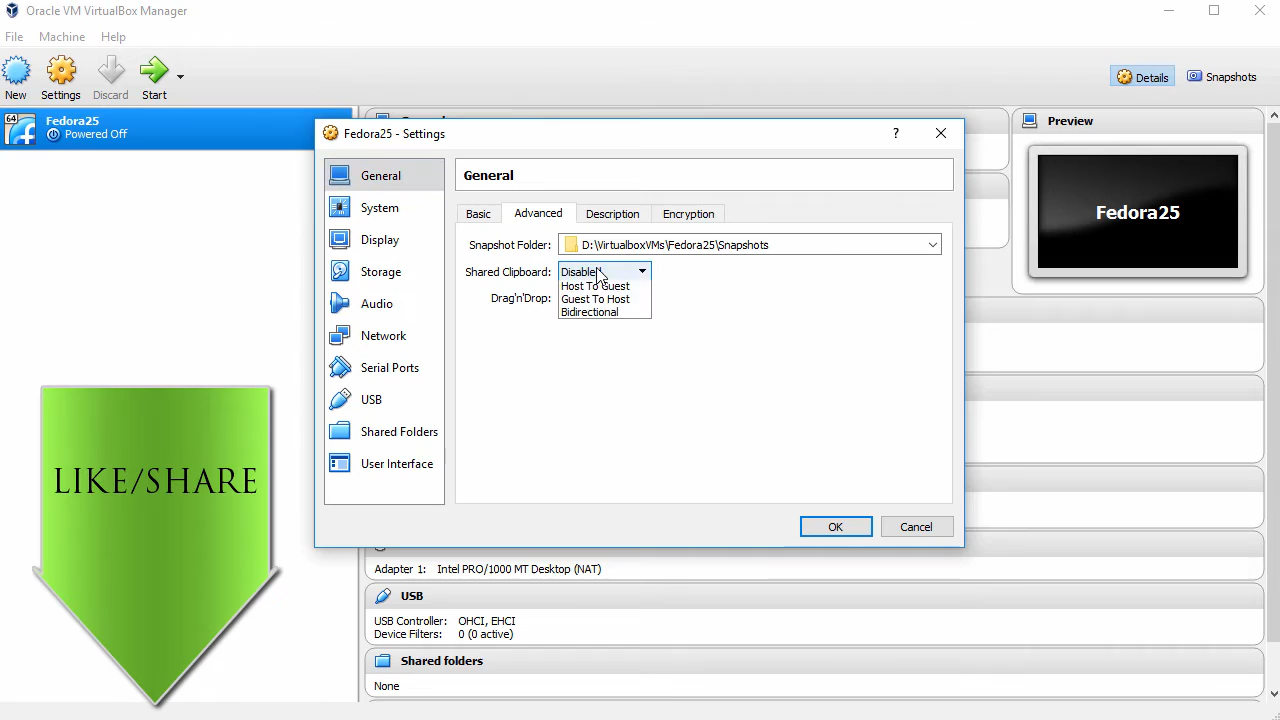 Oracle VM VirtualBox Manager
File Machine Help
New Settings Discard Start
Details Snapshots
64
Fedora25
Powered Off
Preview
Fedora25
Fedora25 - Settings
?
General
System
Display
Storage
Audio
Network
Serial Ports
USB
Shared Folders
User Interface
General
Basic Advanced Description Encryption
Snapshot Folder: D:\VirtualboxVMs\Fedora25\Snapshots
Shared Clipboard: Disabled
Host To Guest
Guest To Host
Bidirectional
Drag'n'Drop:
OK Cancel
LIKE/SHARE
Adapter 1: Intel PRO/1000 MT Desktop (NAT)
USB
USB Controller: OHCI, EHCI
Device Filters: 0 (0 active)
Shared folders
None